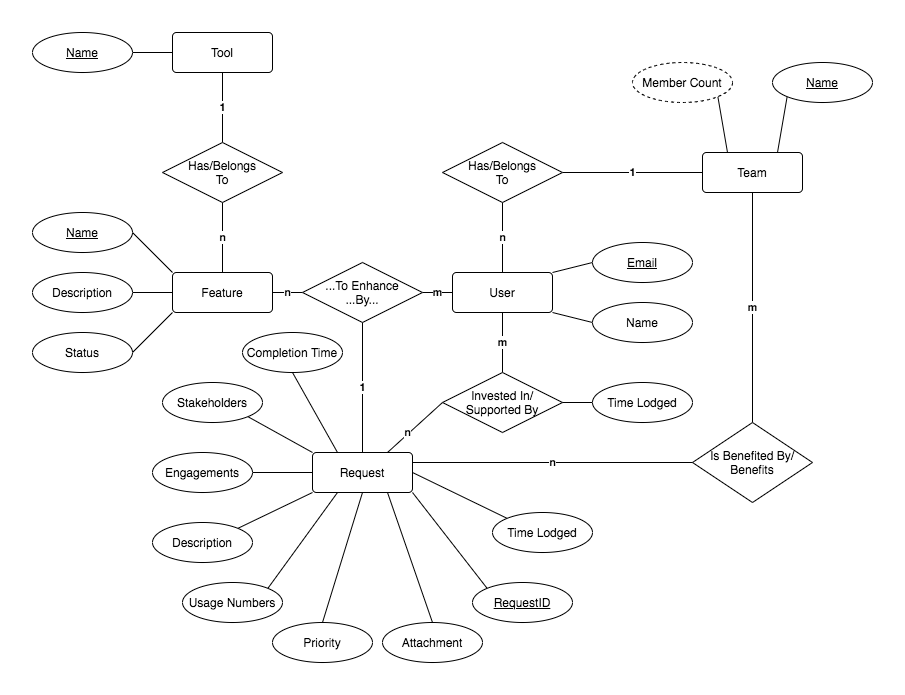 Name
Tool
Member Count
Name
1
Has/Belongs
To
Has/Belongs
To
1
Team
Name
n
n
Email
Description
Feature
n
...To Enhance
...By...
m
User
m
Name
Status
Completion Time
m
1
Stakeholders
Invested In/
Supported By
Time Lodged
n
Is Benefited By/
Benefits
n
Engagements
Request
Description
Time Lodged
Usage Numbers
RequestID
Priority
Attachment